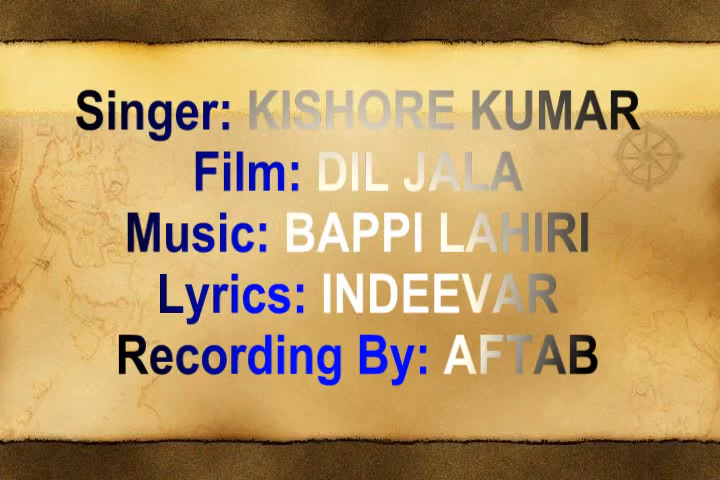 Singer: KISHORE KUMAR
Film: DIL JALA
Music: BAPPI LAHIRI
Lyrics: INDEEVAR
Recording By: AFTAB